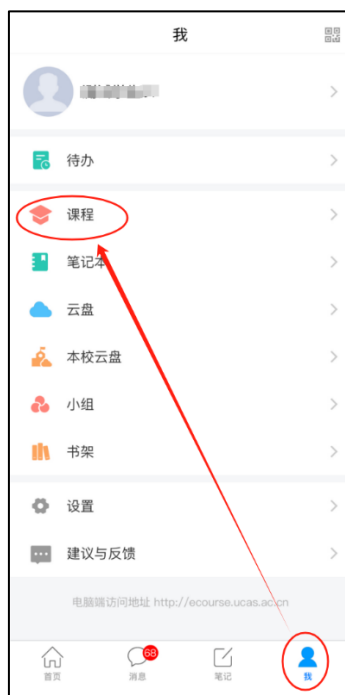 我
待办
课程
笔记本
云盘
本校云盘
小组
书架
设置
建议与反馈
电脑端访问地址 http://ecourse.ucas.ac.cn
68
首页 消息 笔记 我